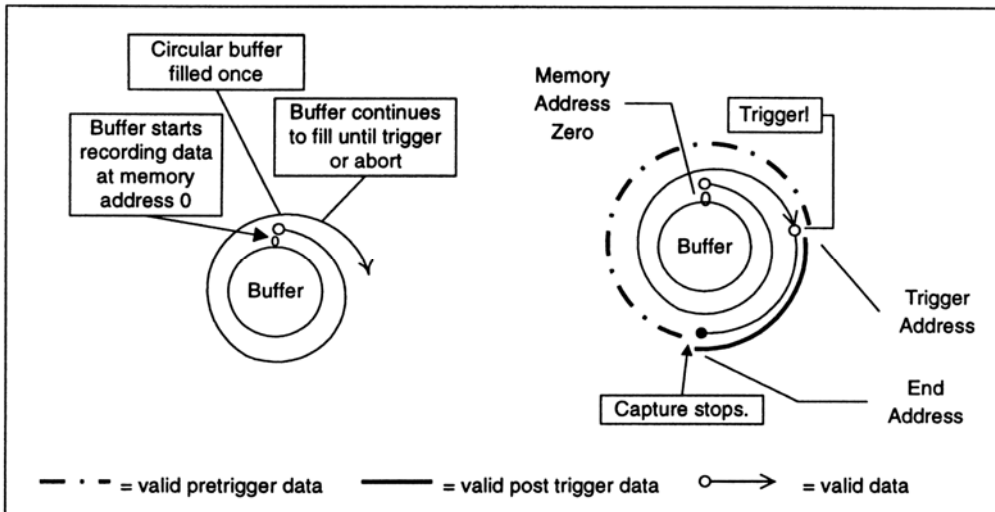 Circular buffer
filled once
Buffer continues
to fill until trigger
or abort
Buffer starts
recording data
at memory
address 0
0
Buffer
Memory
Address
Zero
Trigger!
0
Buffer
Trigger
Address
End
Address
Capture stops.
= valid pretrigger data
= valid post trigger data
= valid data